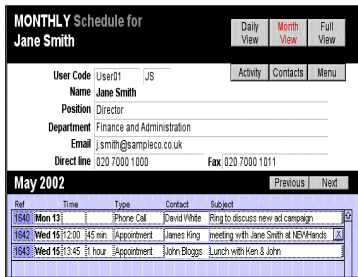 MONTHLY Schedule for
Jane Smith
Daily View
Month View
Full View
Activity Contacts Menu
User Code User01 JS
Name Jane Smith
Position Director
Department Finance and Administration
Email j.smith@sampleco.co.uk
Direct line 020 7000 1000 Fax 020 7000 1011
May 2002 Previous Next
Ref Time Type Contact Subject
1640 Mon 13 Phone Call David White Ring to discuss new ad campaign
1642 Wed 15 12:00 45 min Appointment James King meeting with Jane Smith at NEWHands X
1643 Wed 15 13:45 1 hour Appointment John Bloggs Lunch with Ken & John